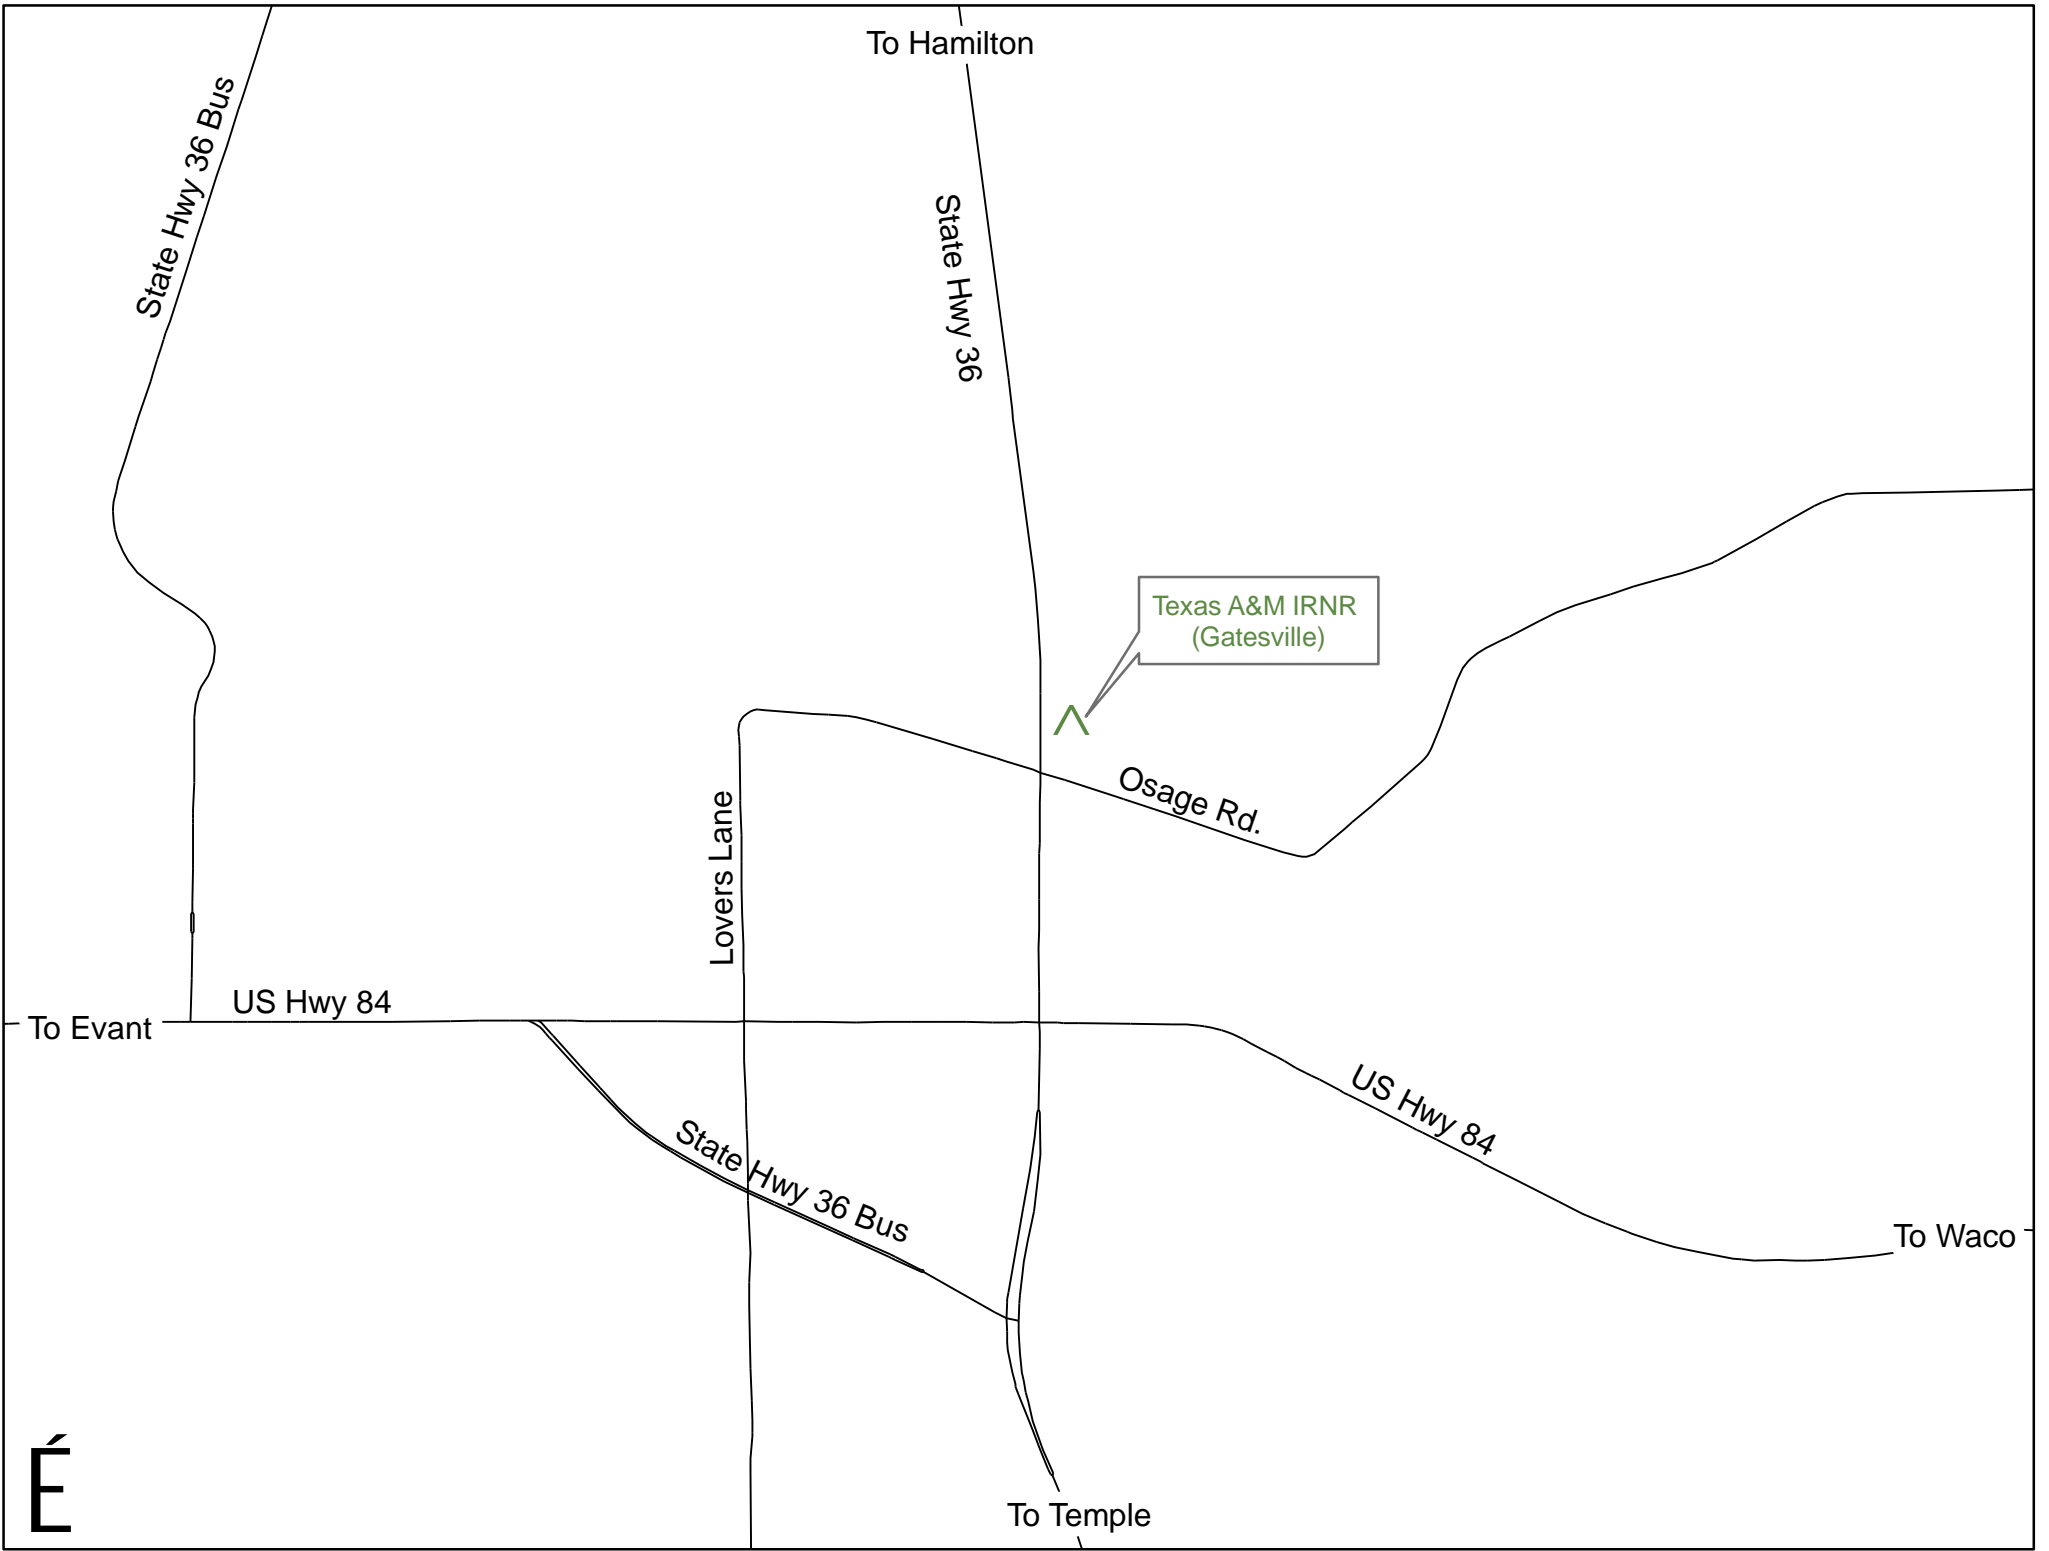 To Hamilton
State Hwy 36 Bus
State Hwy 36
Texas A&M IRNR
(Gatesville)
Osage Rd.
Lovers Lane
US Hwy 84
To Evant
US Hwy 84
State Hwy 36 Bus
To Waco
É
To Temple